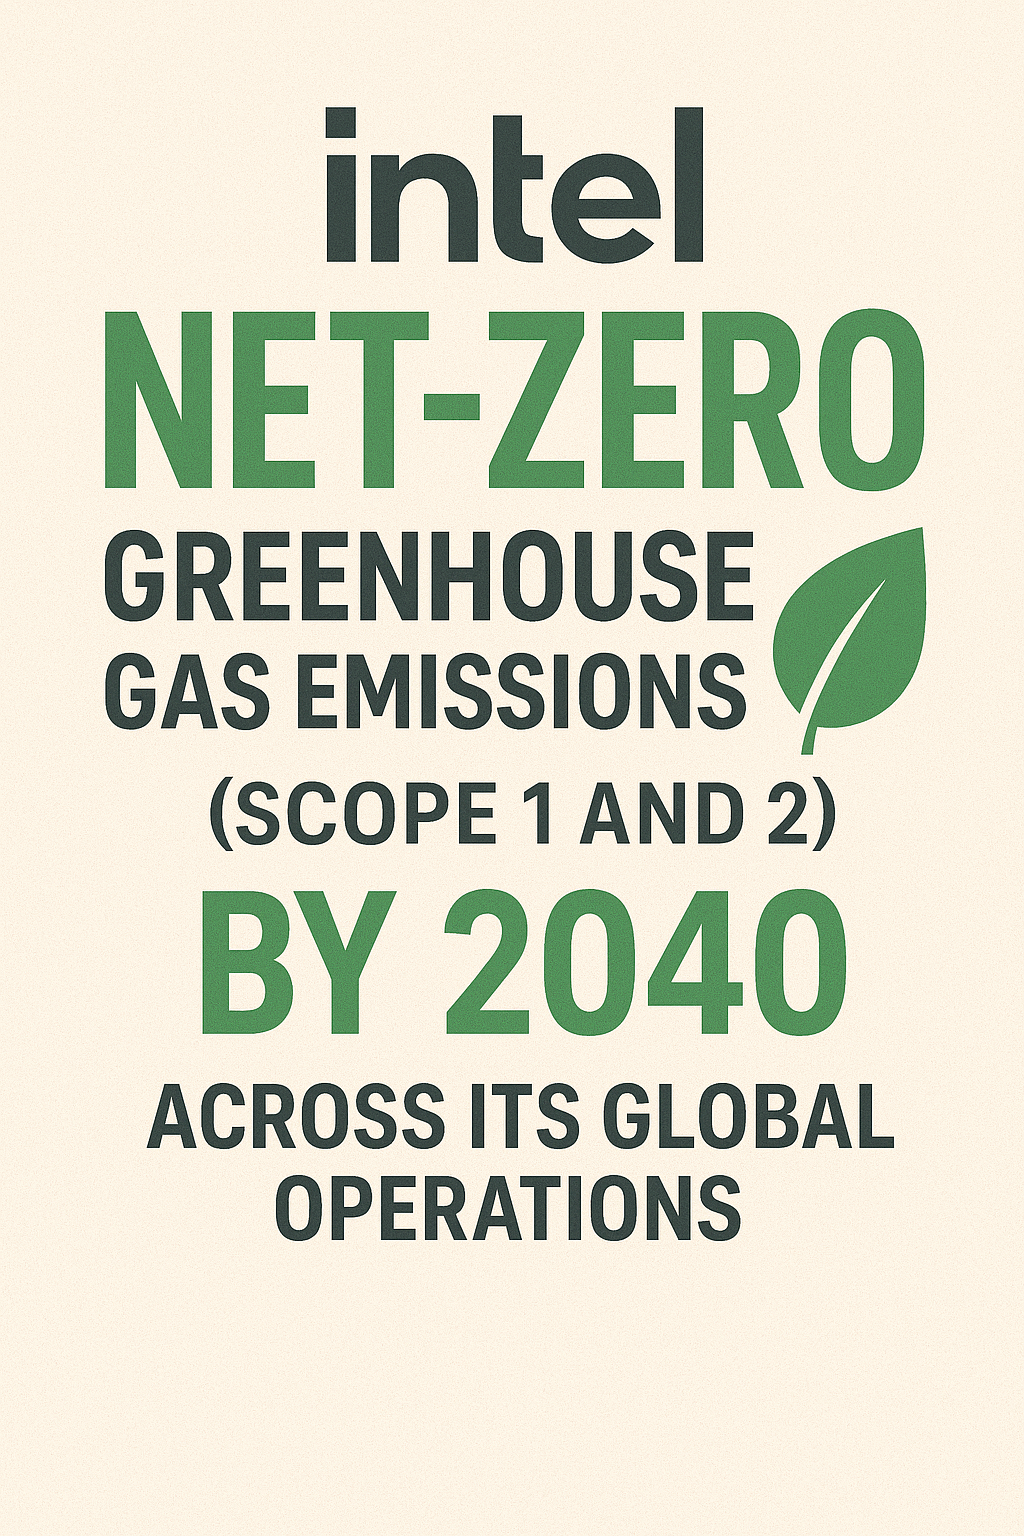 intel
NET-ZERO
GREENHOUSE
GAS EMISSIONS
(SCOPE 1 AND 2)
BY 2040
ACROSS ITS GLOBAL
OPERATIONS